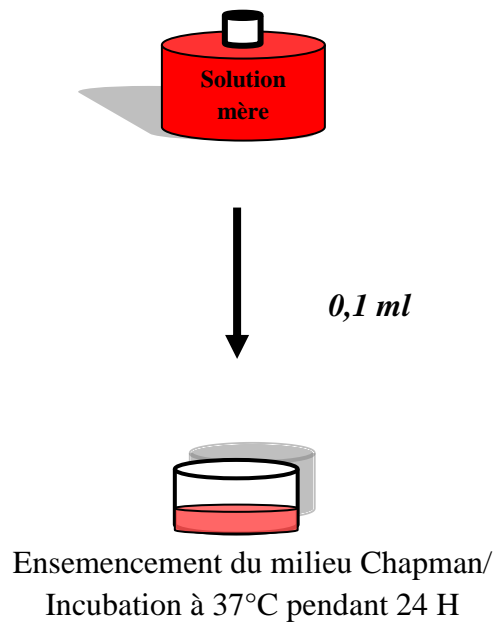 Solution
mère
0,1 ml
Ensemencement du milieu Chapman/
Incubation à 37°C pendant 24 H